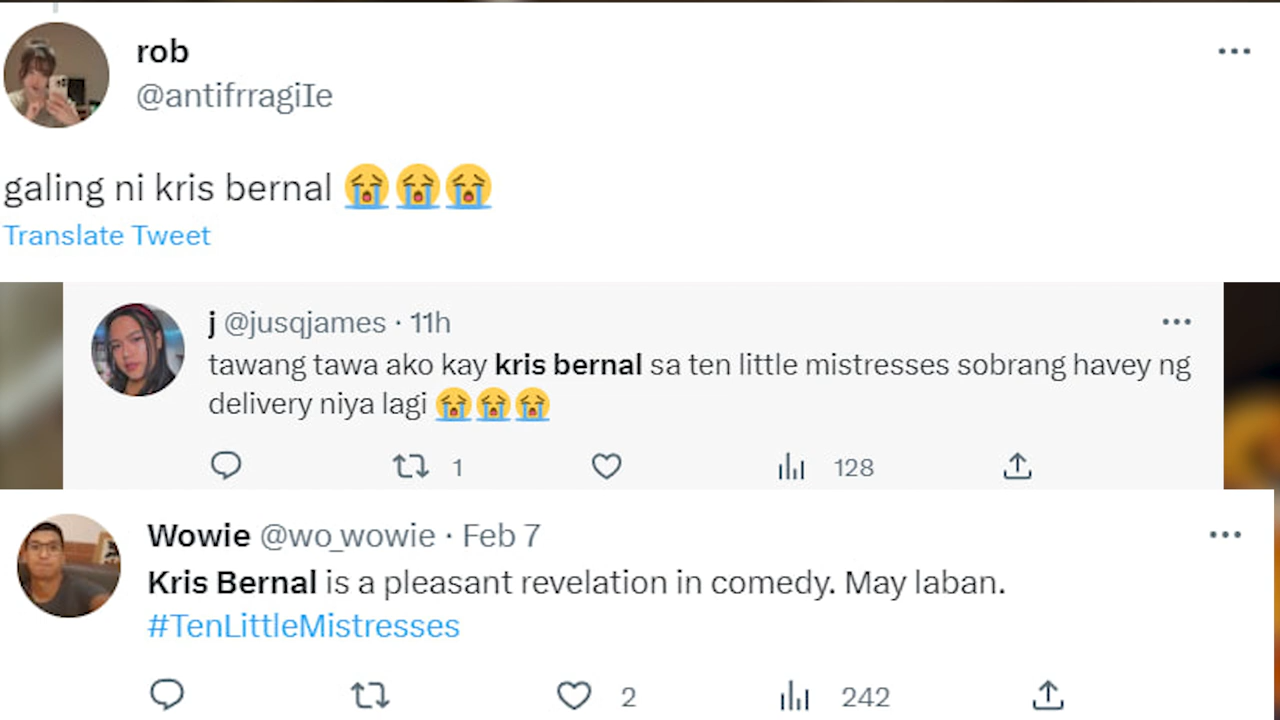 rob
@antifrragiIe
galing ni kris bernal 😭😭😭
Translate Tweet
j @jusqjames · 11h
tawang tawa ako kay kris bernal sa ten little mistresses sobrang havey ng
delivery niya lagi 😭😭😭
1 128
Wowie @wo_wowie · Feb 7
Kris Bernal is a pleasant revelation in comedy. May laban.
#TenLittleMistresses
2 242